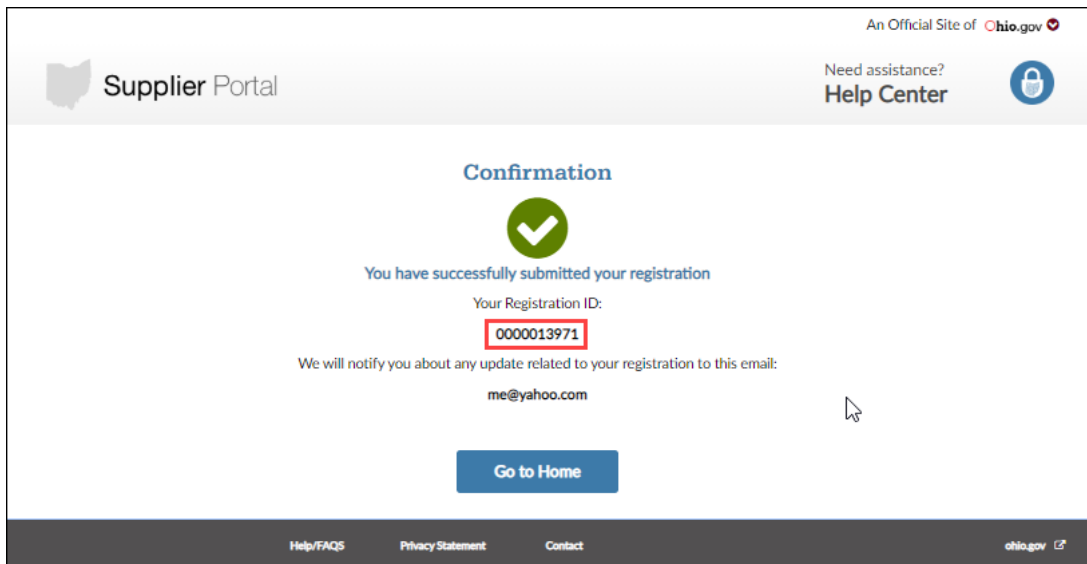 An Official Site of Ohio.gov
Supplier Portal
Need assistance?
Help Center
Confirmation
You have successfully submitted your registration
Your Registration ID:
0000013971
We will notify you about any update related to your registration to this email:
me@yahoo.com
Go to Home
Help/FAQS Privacy Statement Contact ohio.gov